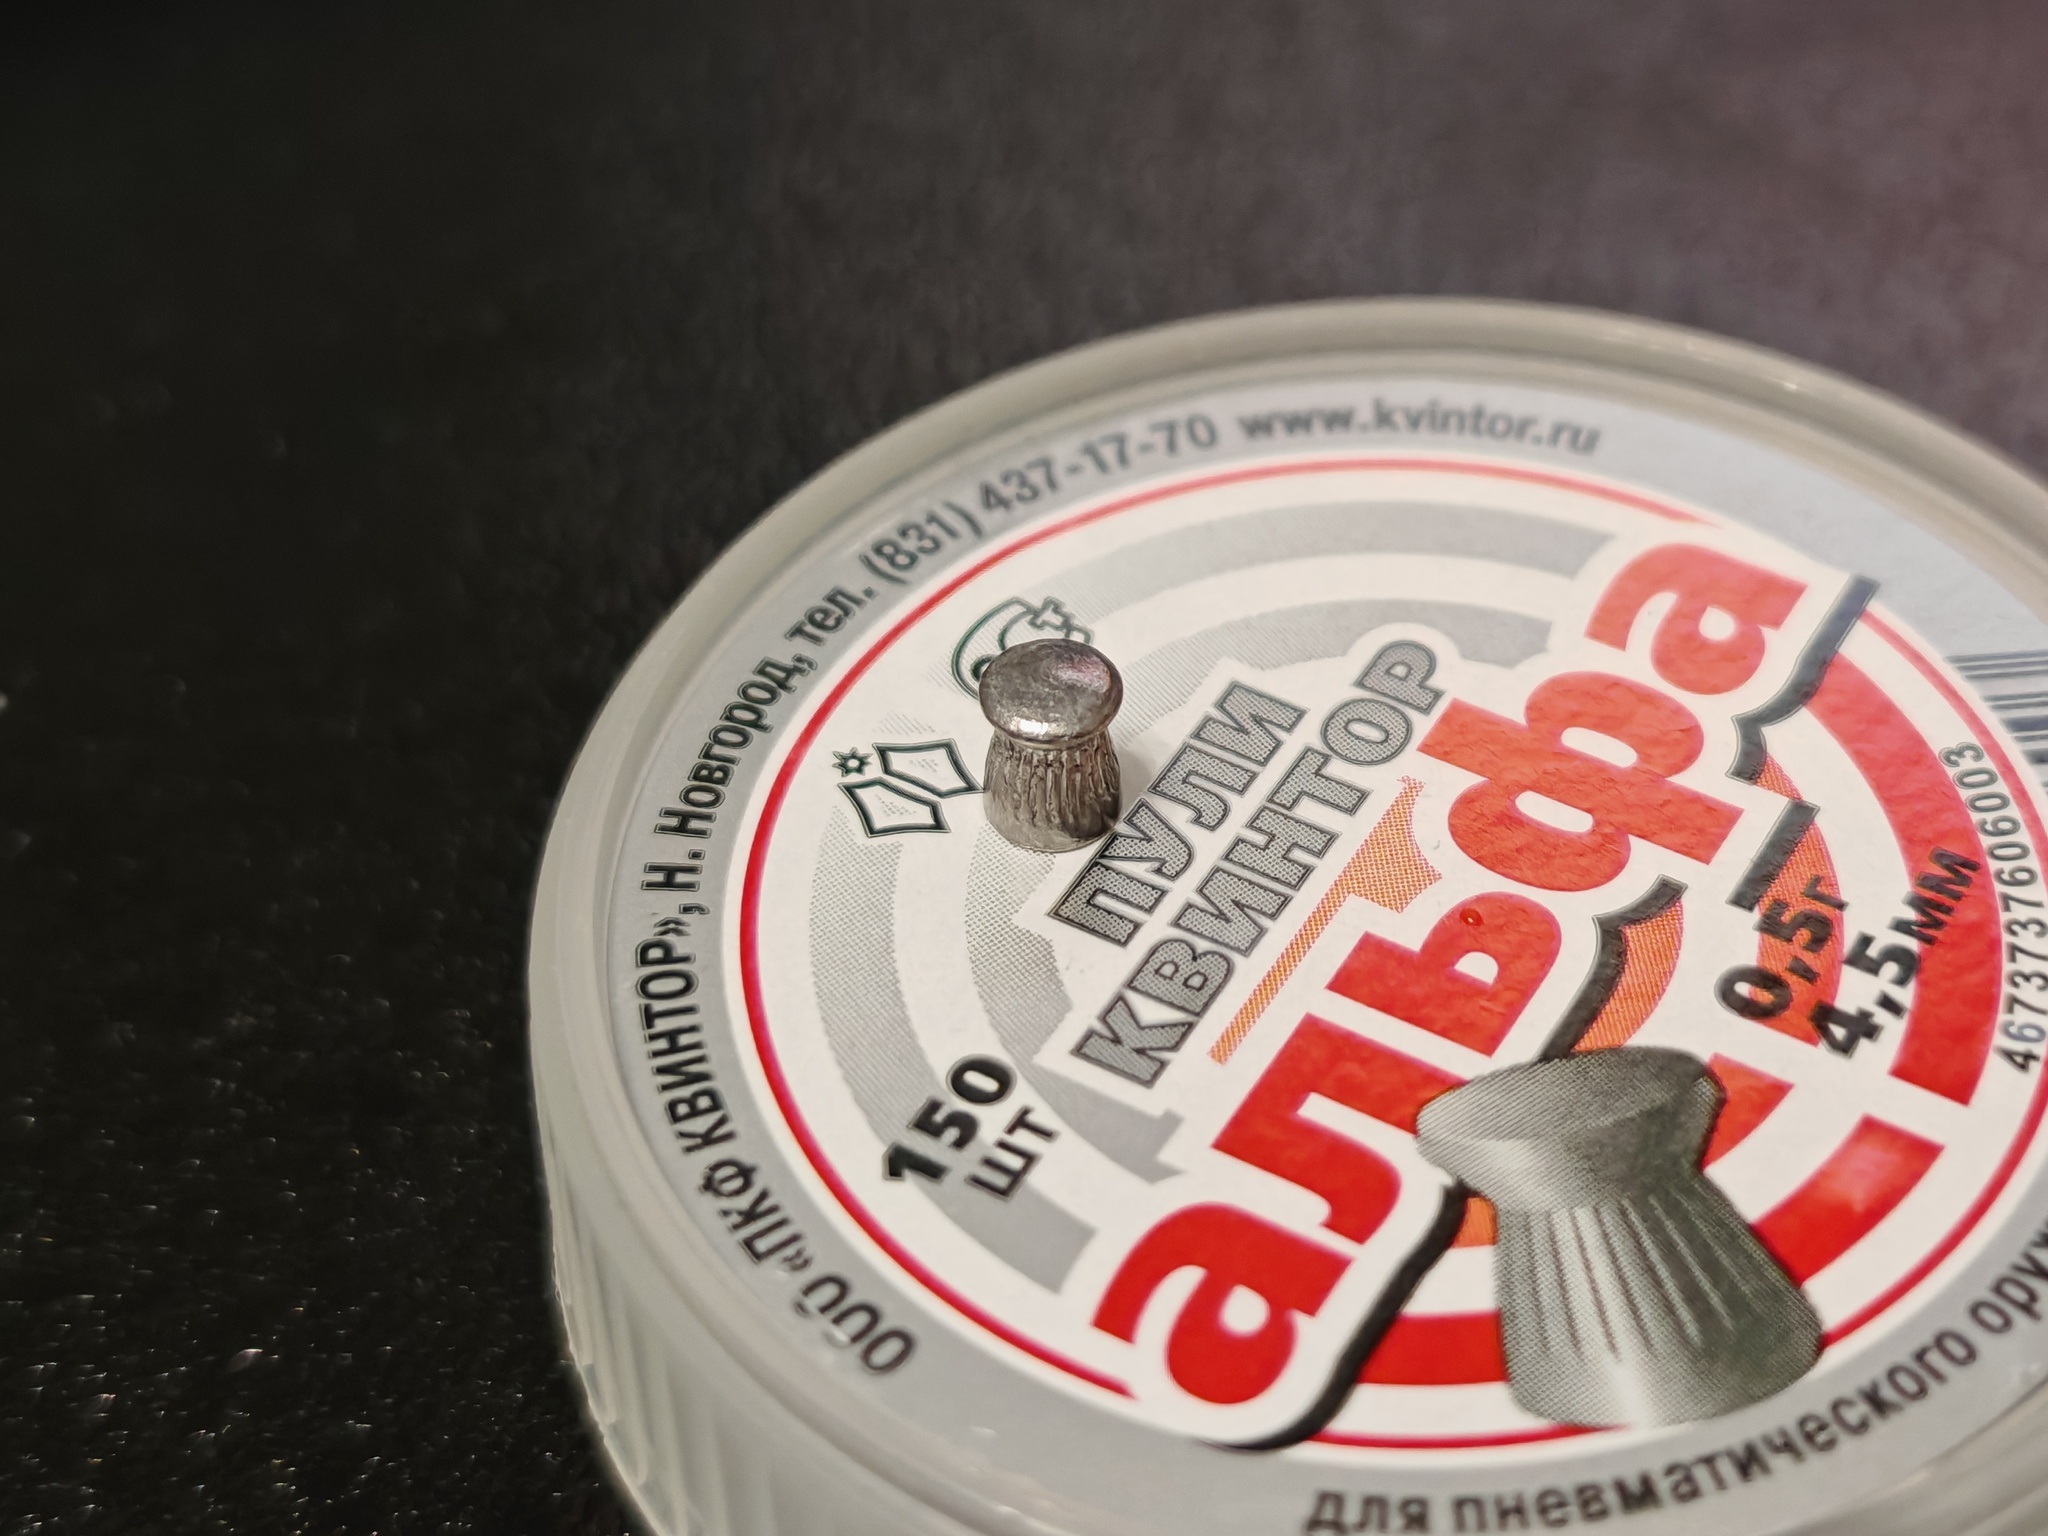 ООО «ПКФ КВИНТОР», Н. Новгород, тел. (831) 437-17-70 www.kvintor.ru
ПУЛИ
КВИНТОР
альфа
150
шт
0,5г
4,5мм
4673737606003
для пневматического